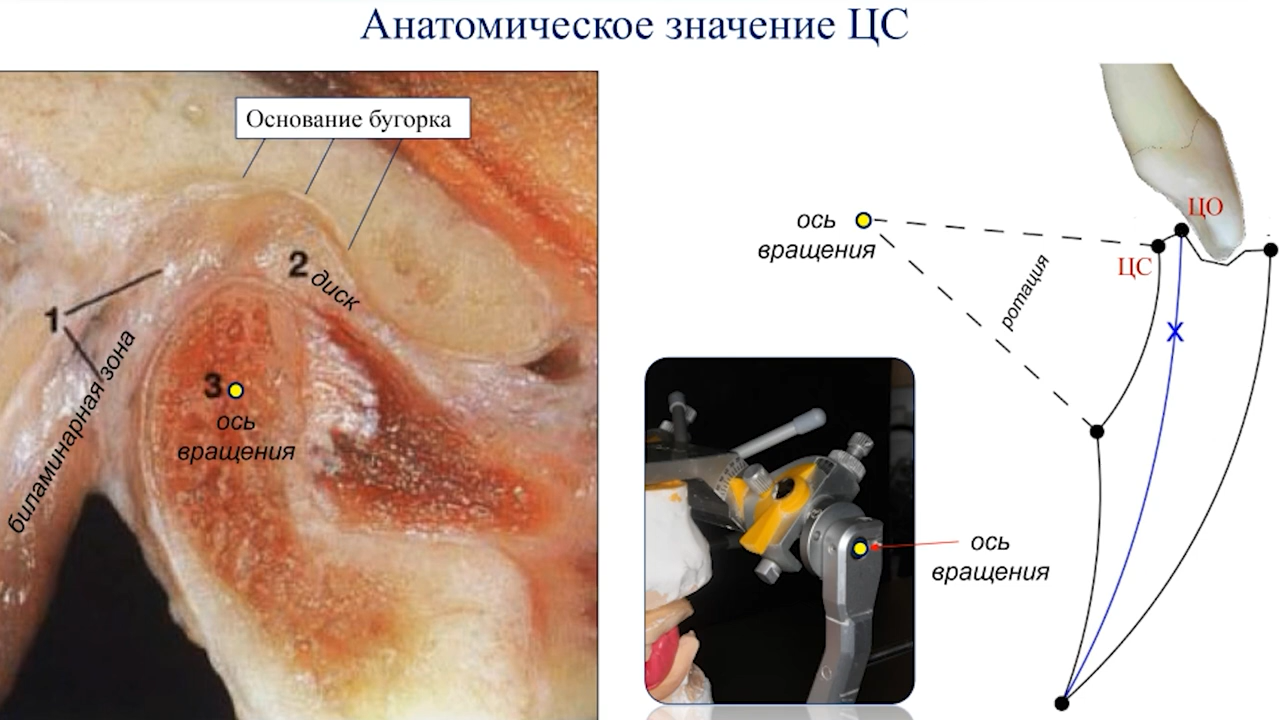 Анатомическое значение ЦС
Основание бугорка
1
2
диск
3
ось
вращения
биламинарная зона
ось
вращения
ротация
ЦО
ЦС
X
ось
вращения